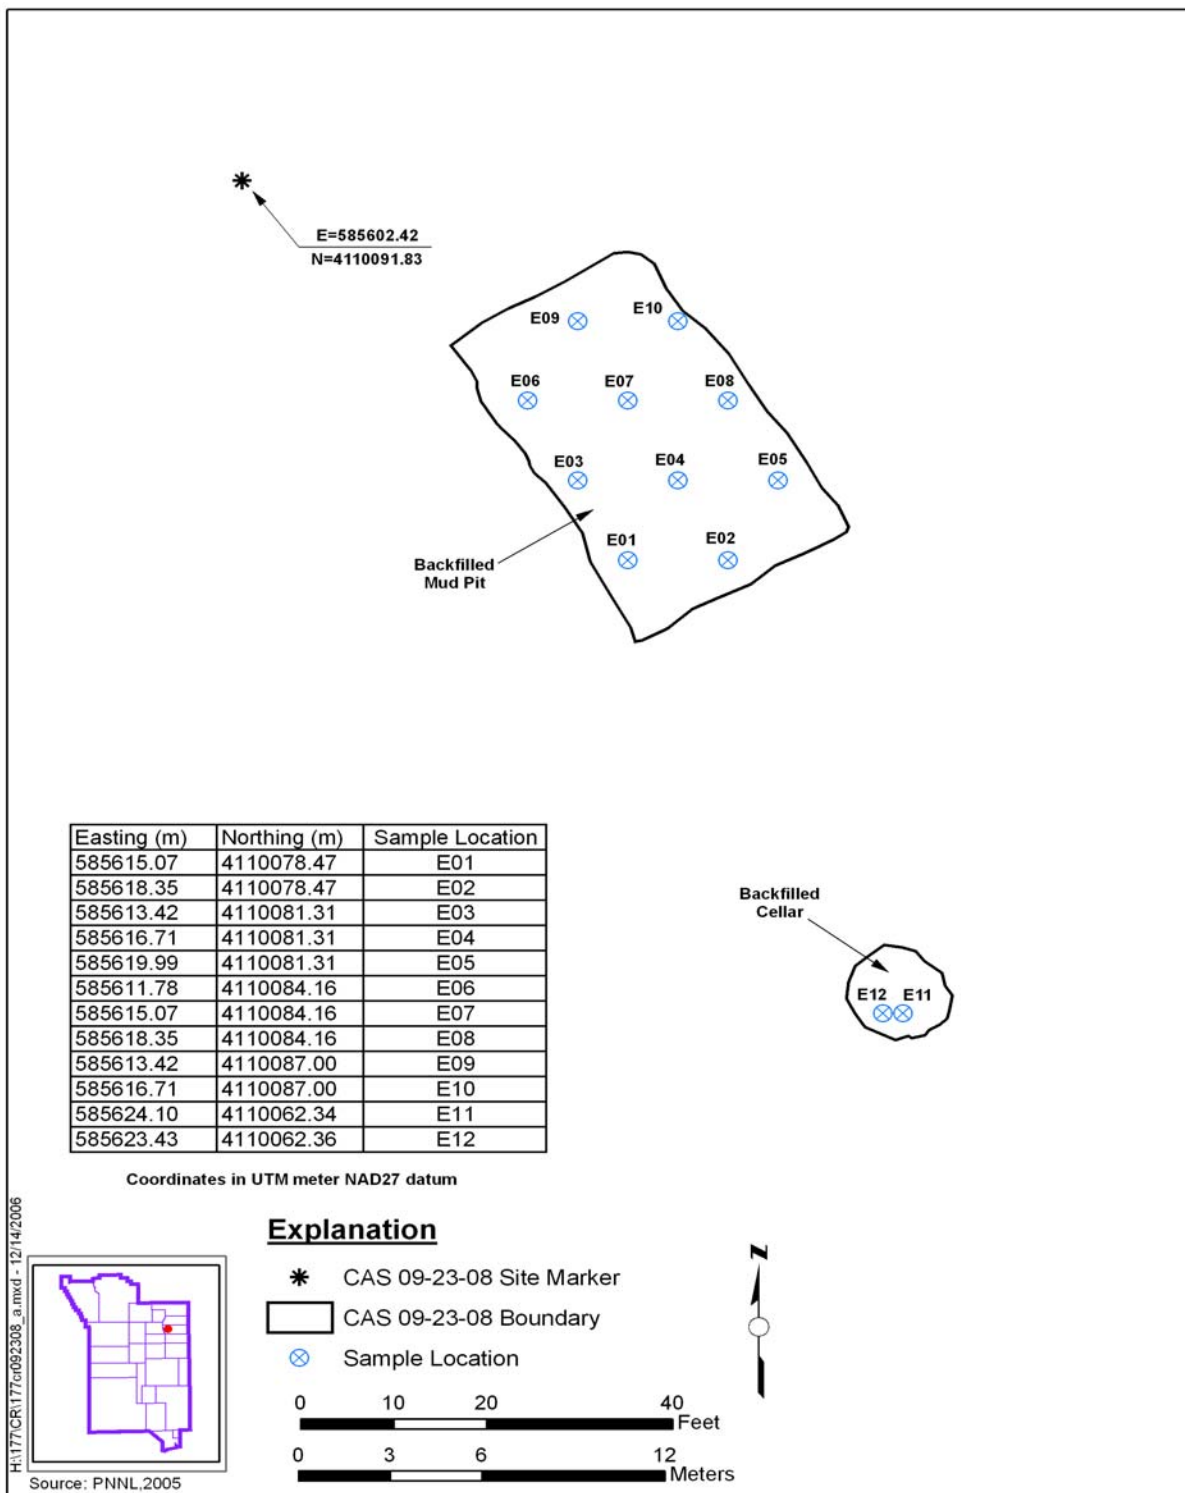 E=585602.42
N=4110091.83
E09
E10
E06
E07
E08
E03
E04
E05
E01
E02
Backfilled
Mud Pit
Easting (m) Northing (m) Sample Location
585615.07 4110078.47 E01
585618.35 4110078.47 E02
585613.42 4110081.31 E03
585616.71 4110081.31 E04
585619.99 4110081.31 E05
585611.78 4110084.16 E06
585615.07 4110084.16 E07
585618.35 4110084.16 E08
585613.42 4110087.00 E09
585616.71 4110087.00 E10
585624.10 4110062.34 E11
585623.43 4110062.36 E12
Coordinates in UTM meter NAD27 datum
Backfilled
Cellar
E12 E11
H:\177\CR\177cr092308_a.mxd - 12/14/2006
Source: PNNL,2005
Explanation
CAS 09-23-08 Site Marker
CAS 09-23-08 Boundary
Sample Location
0 10 20 40
Feet
0 3 6 12
Meters
N